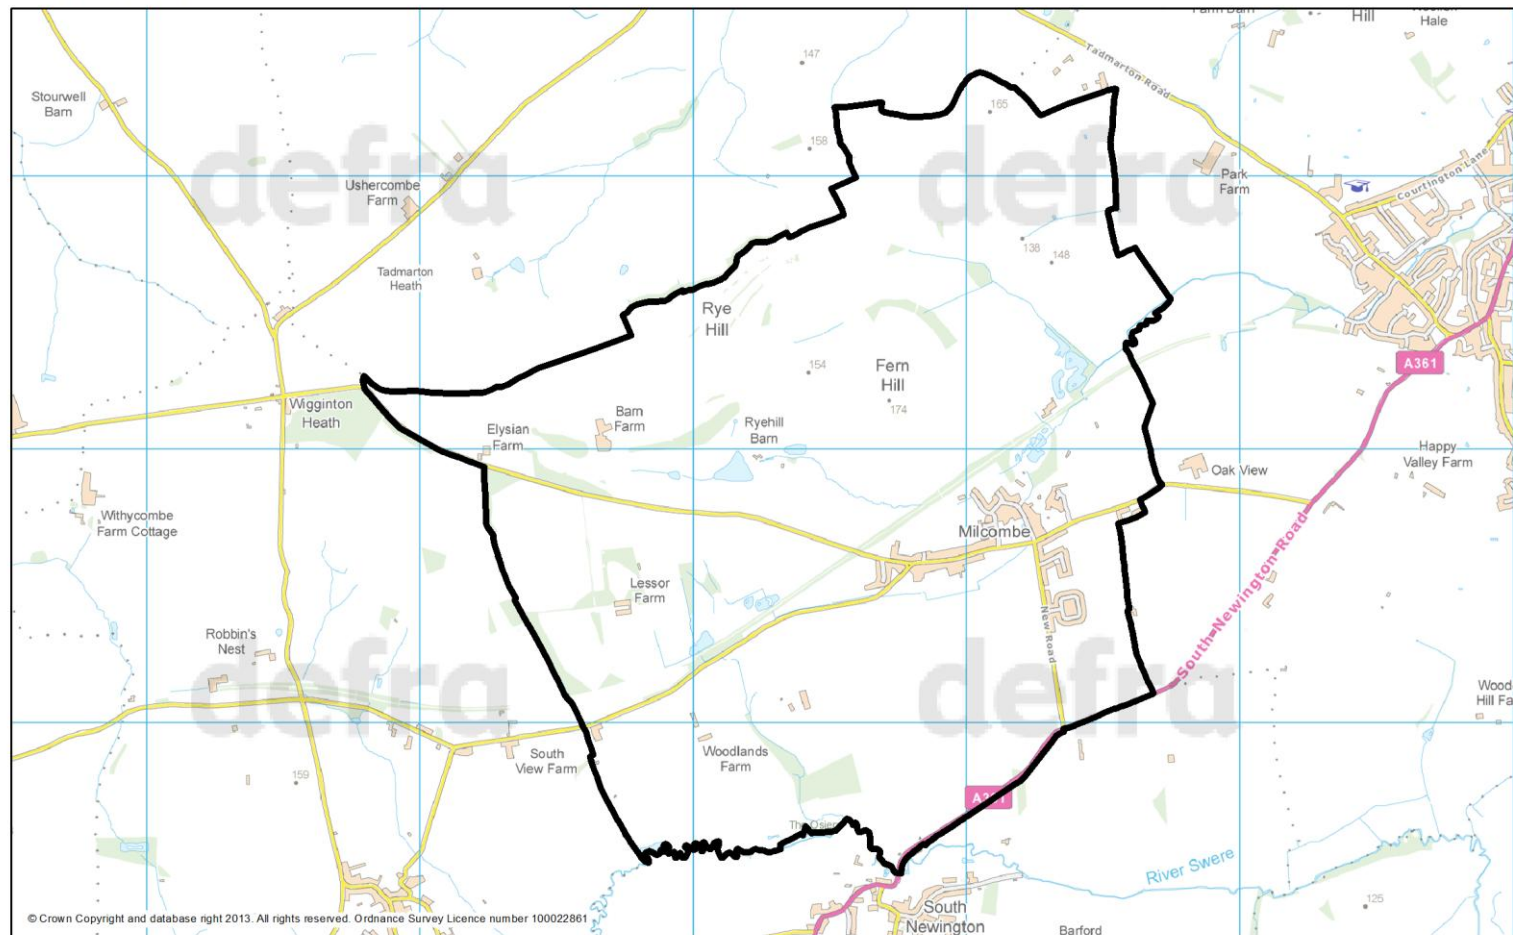 Farm Barn
Hill
Hale
Tadmarton Road
147
Stourwell
Barn
165
158
defra
defra
Ushercombe
Farm
Park
Farm
Courtington Lane
138
148
Tadmarton
Heath
Rye
Hill
154
Fern
Hill
174
A361
Wigginton
Heath
Elysian
Farm
Barn
Farm
Ryehill
Barn
Happy
Valley Farm
Oak View
Withycombe
Farm Cottage
Milcombe
Lessor
Farm
New Road
South Newington Road
Robbin's
Nest
defra
defra
Wood
Hill Fa
South
View Farm
Woodlands
Farm
159
The Osier
River Swere
125
South
Newington
Barford
© Crown Copyright and database right 2013. All rights reserved. Ordnance Survey Licence number 100022861